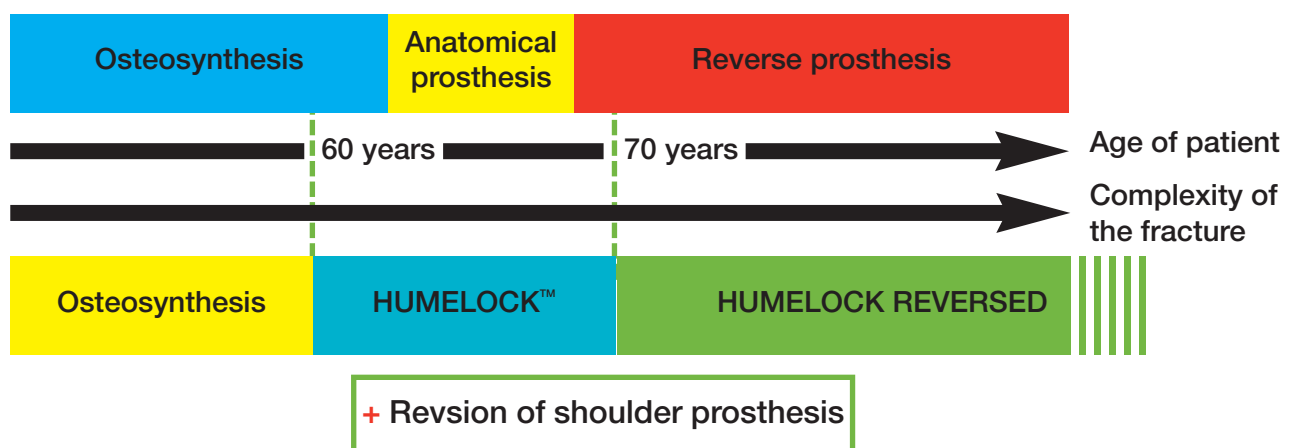 Osteosynthesis
Anatomical
prosthesis
Reverse prosthesis
60 years
70 years
Age of patient
Complexity of
the fracture
Osteosynthesis
HUMELOCK™
HUMELOCK REVERSED
+ Revsion of shoulder prosthesis